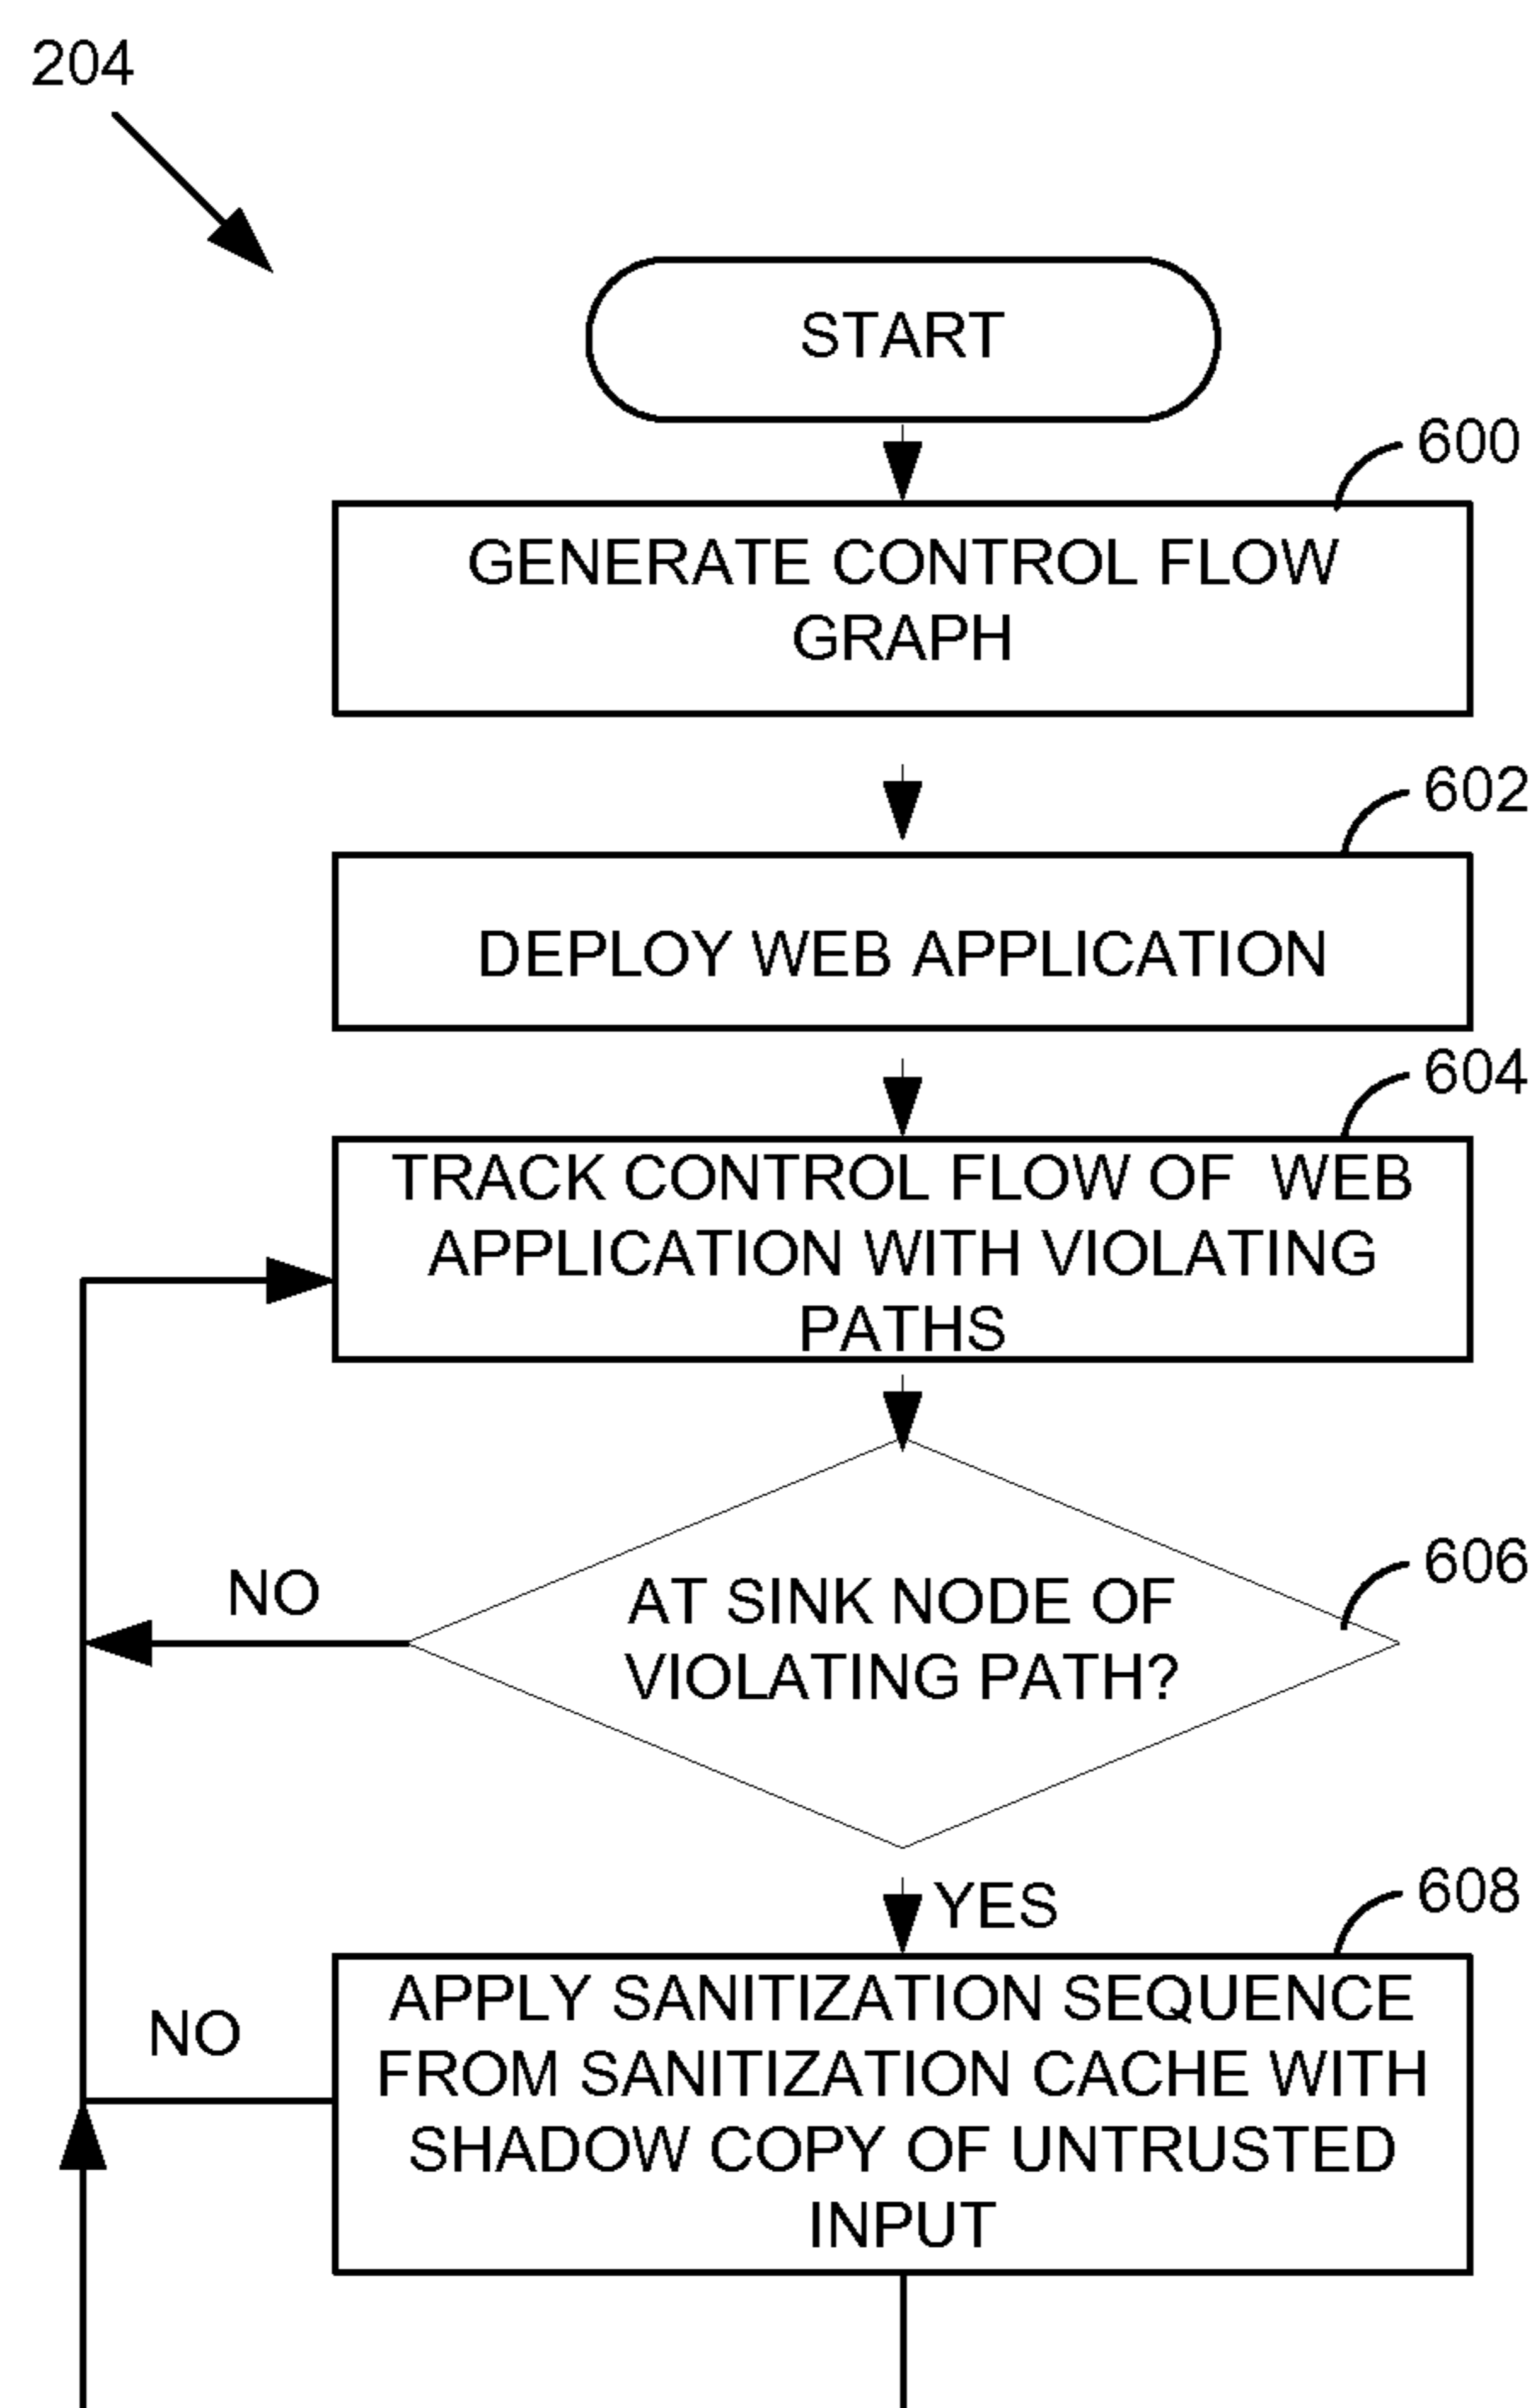 204
START
600
GENERATE CONTROL FLOW
GRAPH
602
DEPLOY WEB APPLICATION
604
TRACK CONTROL FLOW OF WEB
APPLICATION WITH VIOLATING
PATHS
606
NO
AT SINK NODE OF
VIOLATING PATH?
YES
608
NO
APPLY SANITIZATION SEQUENCE
FROM SANITIZATION CACHE WITH
SHADOW COPY OF UNTRUSTED
INPUT